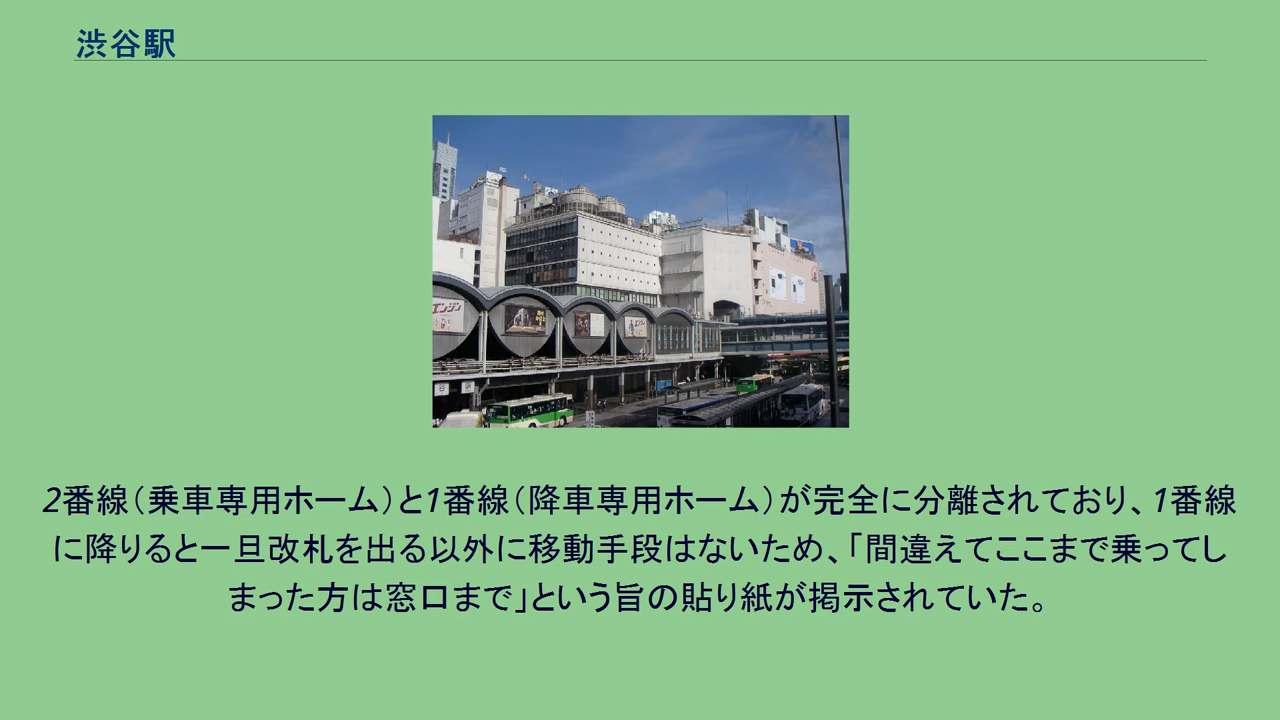 渋谷駅
エンジン
2番線（乗車専用ホーム）と1番線（降車専用ホーム）が完全に分離されており、1番線
に降りると一旦改札を出る以外に移動手段はないため、「間違えてここまで乗ってし
まった方は窓口まで」という旨の貼り紙が掲示されていた。